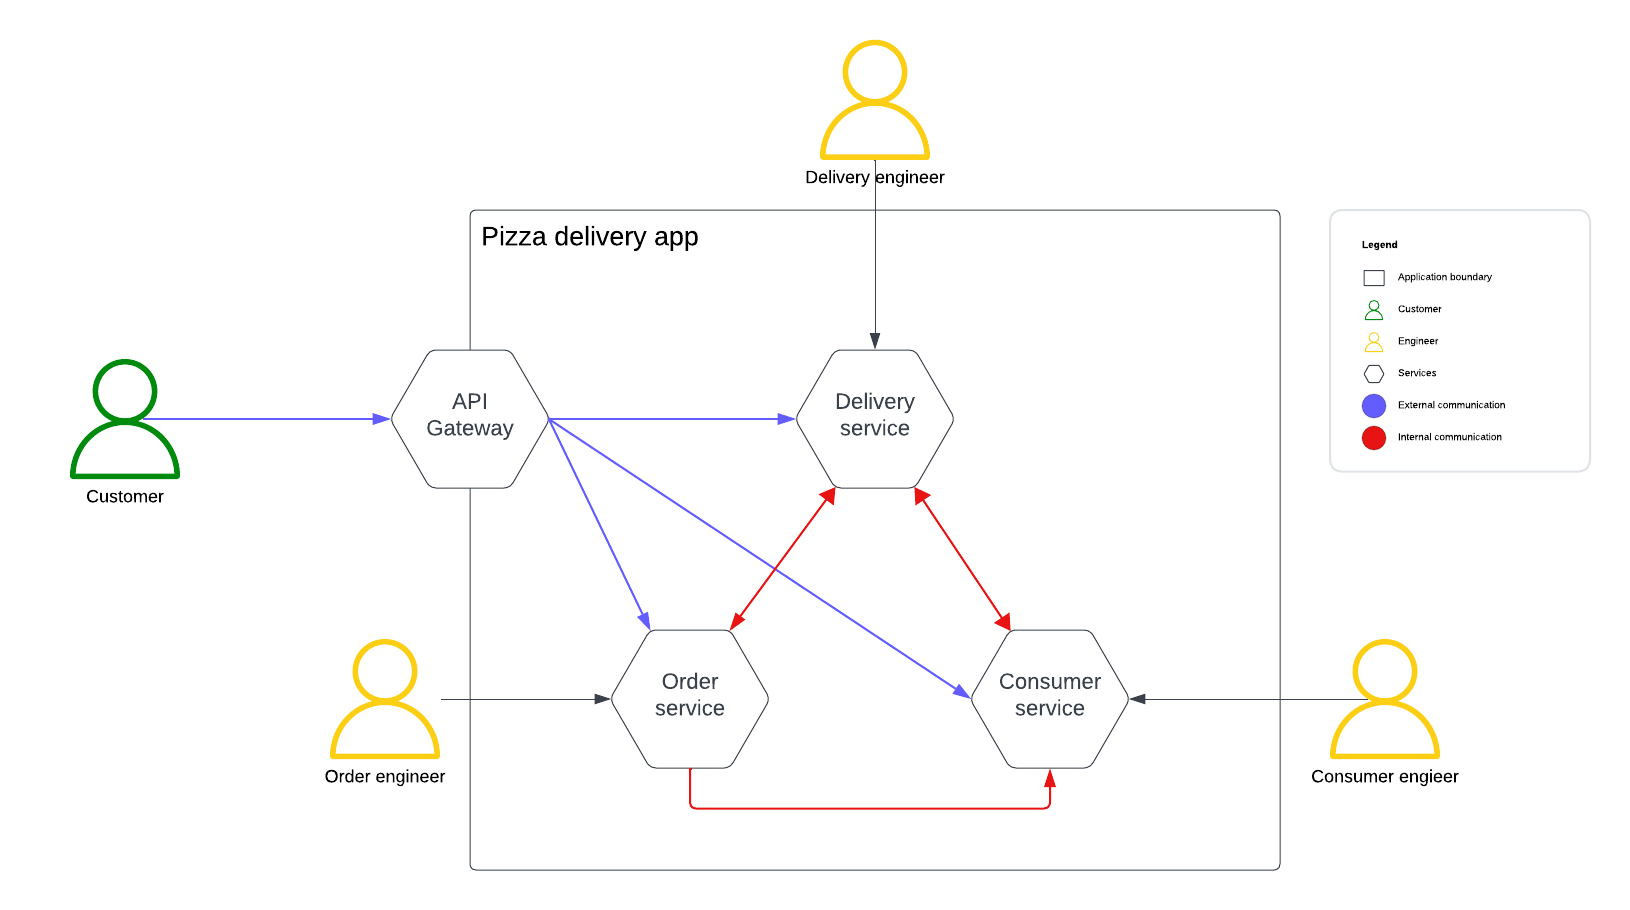 Delivery engineer
Pizza delivery app
Legend
Application boundary
Customer
Engineer
Services
External communication
Internal communication
API
Gateway
Delivery
service
Customer
Order
service
Consumer
service
Order engineer
Consumer engieer